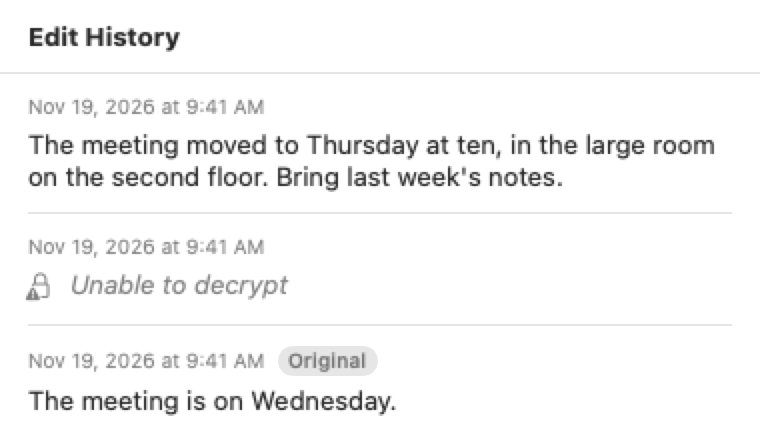 Edit History
Nov 19, 2026 at 9:41 AM
The meeting moved to Thursday at ten, in the large room
on the second floor. Bring last week's notes.
Nov 19, 2026 at 9:41 AM
Unable to decrypt
Nov 19, 2026 at 9:41 AM Original
The meeting is on Wednesday.